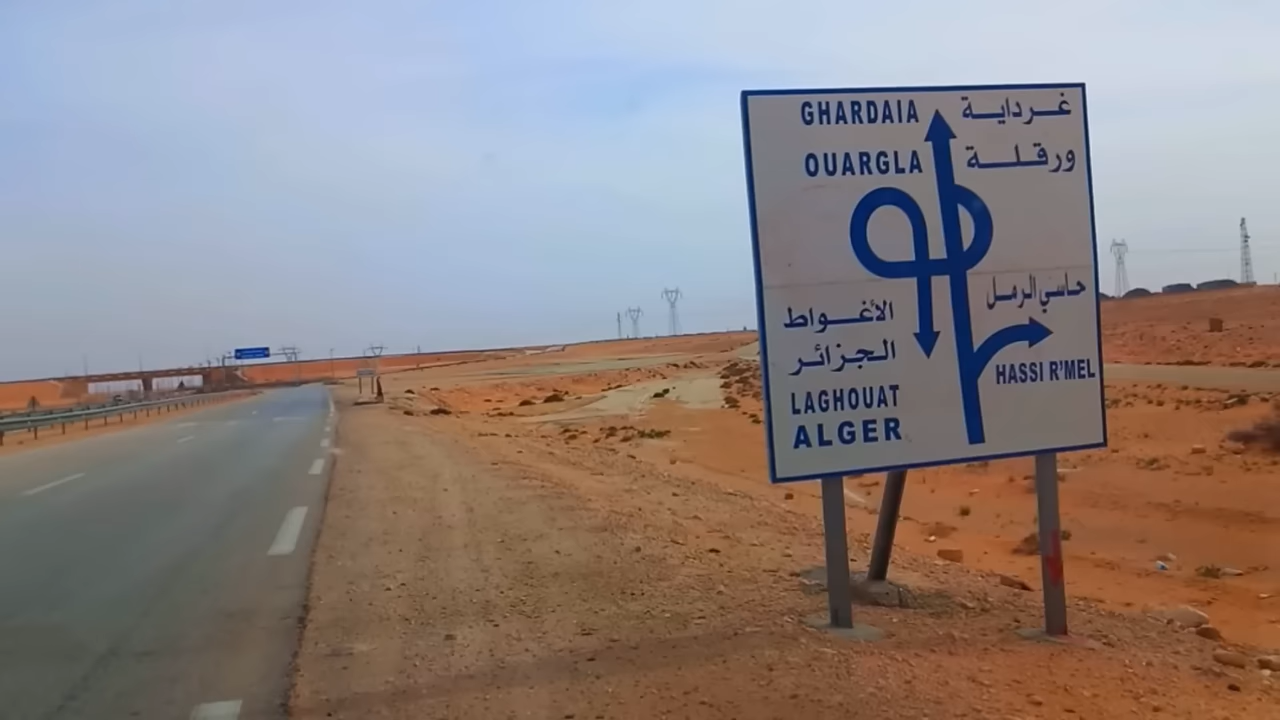 GHARDAIA غرداية
OUARGLA ورقلة
حاسي الرمل
HASSI R'MEL
الأغواط
الجزائر
LAGHOUAT
ALGER